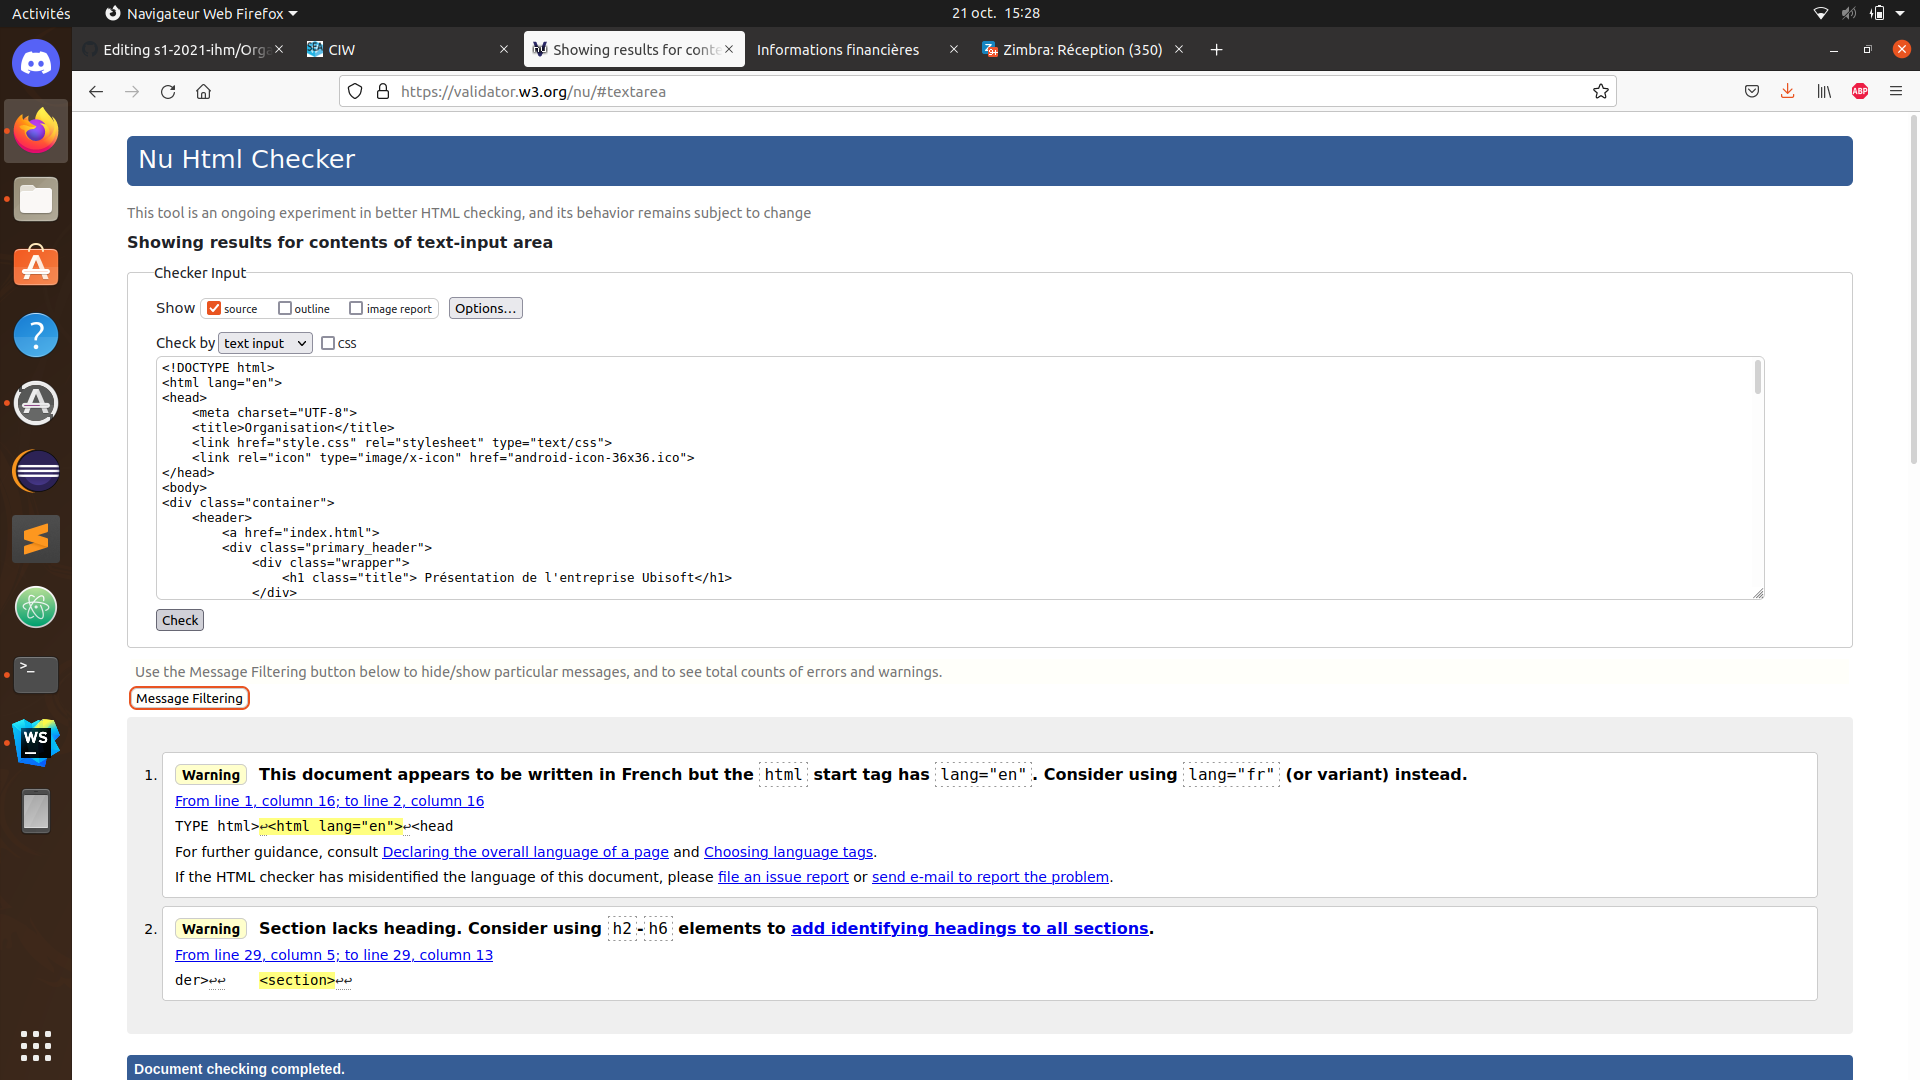 Activités
Navigateur Web Firefox
21 oct. 15:28
Editing s1-2021-ihm/Orga
CIW
Showing results for conte
Informations financières
Zimbra: Réception (350)
https://validator.w3.org/nu/#textarea
ABP
Nu Html Checker
This tool is an ongoing experiment in better HTML checking, and its behavior remains subject to change
Showing results for contents of text-input area
Checker Input
Show source outline image report Options...
Check by text input css
<!DOCTYPE html>
<html lang="en">
<head>
    <meta charset="UTF-8">
    <title>Organisation</title>
    <link href="style.css" rel="stylesheet" type="text/css">
    <link rel="icon" type="image/x-icon" href="android-icon-36x36.ico">
</head>
<body>
<div class="container">
    <header>
        <a href="index.html">
        <div class="primary_header">
            <div class="wrapper">
                <h1 class="title"> Présentation de l'entreprise Ubisoft</h1>
            </div>
Check
Use the Message Filtering button below to hide/show particular messages, and to see total counts of errors and warnings.
Message Filtering
1. Warning This document appears to be written in French but the html start tag has lang="en". Consider using lang="fr" (or variant) instead.
From line 1, column 16; to line 2, column 16
TYPE html>↩<html lang="en">↩<head
For further guidance, consult Declaring the overall language of a page and Choosing language tags.
If the HTML checker has misidentified the language of this document, please file an issue report or send e-mail to report the problem.
2. Warning Section lacks heading. Consider using h2-h6 elements to add identifying headings to all sections.
From line 29, column 5; to line 29, column 13
der>↩↩    <section>↩↩
Document checking completed.
WS